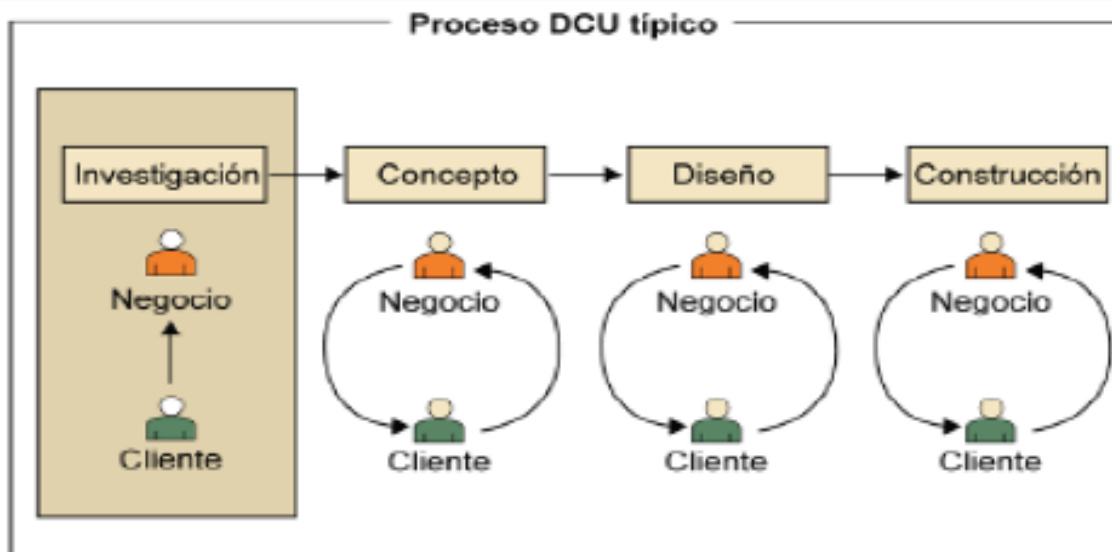 Proceso DCU típico
Investigación
Concepto
Diseño
Construcción
Negocio
Negocio
Negocio
Negocio
Cliente
Cliente
Cliente
Cliente